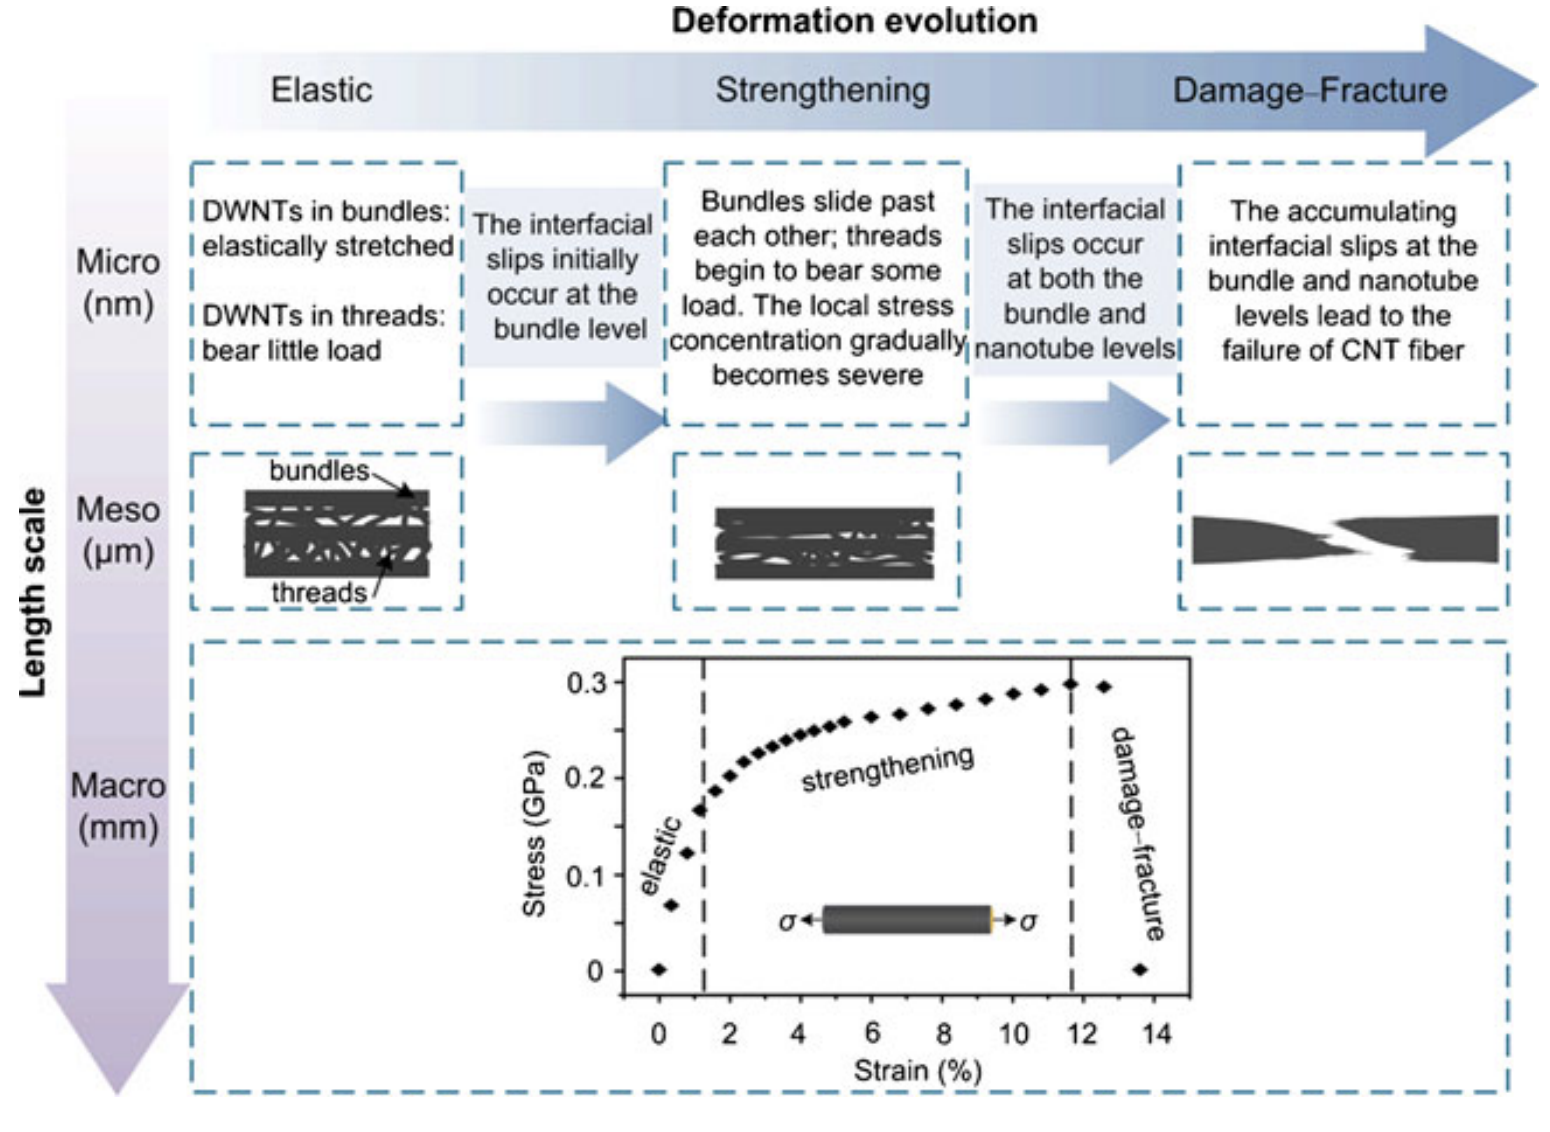 Deformation evolution
Elastic
Strengthening
Damage–Fracture
Length scale
Micro
(nm)
DWNTs in bundles:
elastically stretched
DWNTs in threads:
bear little load
The interfacial
slips initially
occur at the
bundle level
Bundles slide past
each other; threads
begin to bear some
load. The local stress
concentration gradually
becomes severe
The interfacial
slips occur
at both the
bundle and
nanotube levels
The accumulating
interfacial slips at the
bundle and nanotube
levels lead to the
failure of CNT fiber
Meso
(μm)
bundles
threads
Macro
(mm)
Stress (GPa)
0.3
0.2
0.1
0
elastic
strengthening
damage–fracture
σ
σ
0 2 4 6 8 10 12 14
Strain (%)